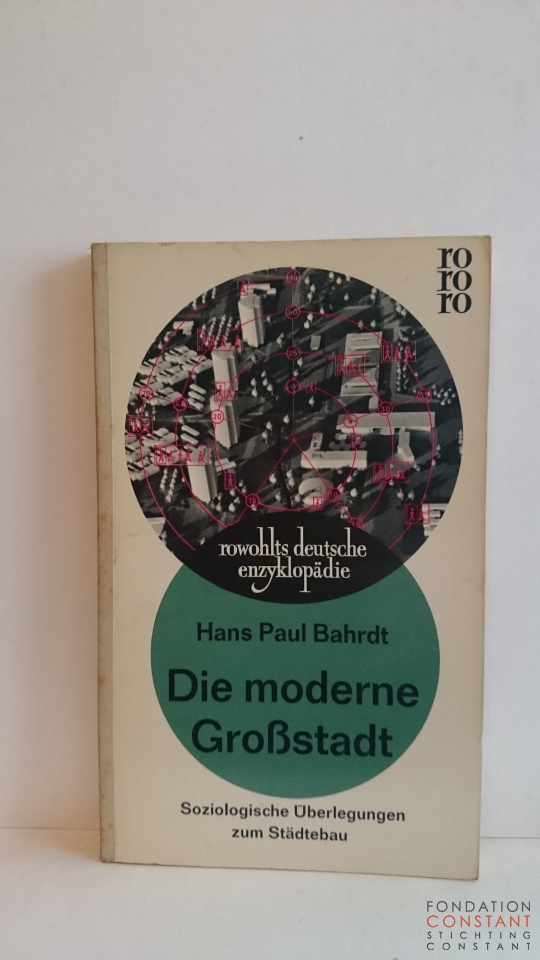 ro
ro
ro
rowohlts deutsche
enzyklopädie
Hans Paul Bahrdt
Die moderne
Großstadt
Soziologische Überlegungen
zum Städtebau
FONDATION
CONSTANT
STICHTING
CONSTANT